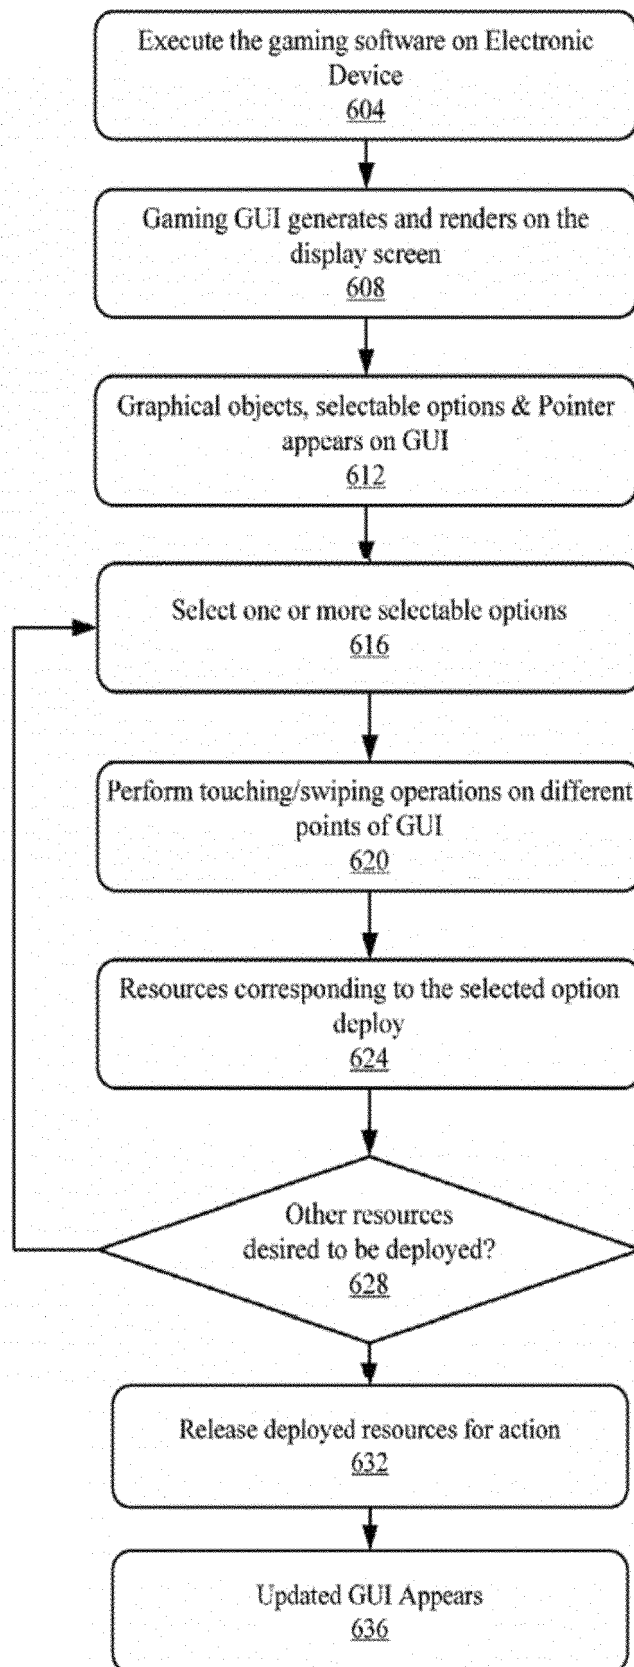 Execute the gaming software on Electronic
Device
604
Gaming GUI generates and renders on the
display screen
608
Graphical objects, selectable options & Pointer
appears on GUI
612
Select one or more selectable options
616
Perform touching/swiping operations on different
points of GUI
620
Resources corresponding to the selected option
deploy
624
Other resources
desired to be deployed?
628
Release deployed resources for action
632
Updated GUI Appears
636